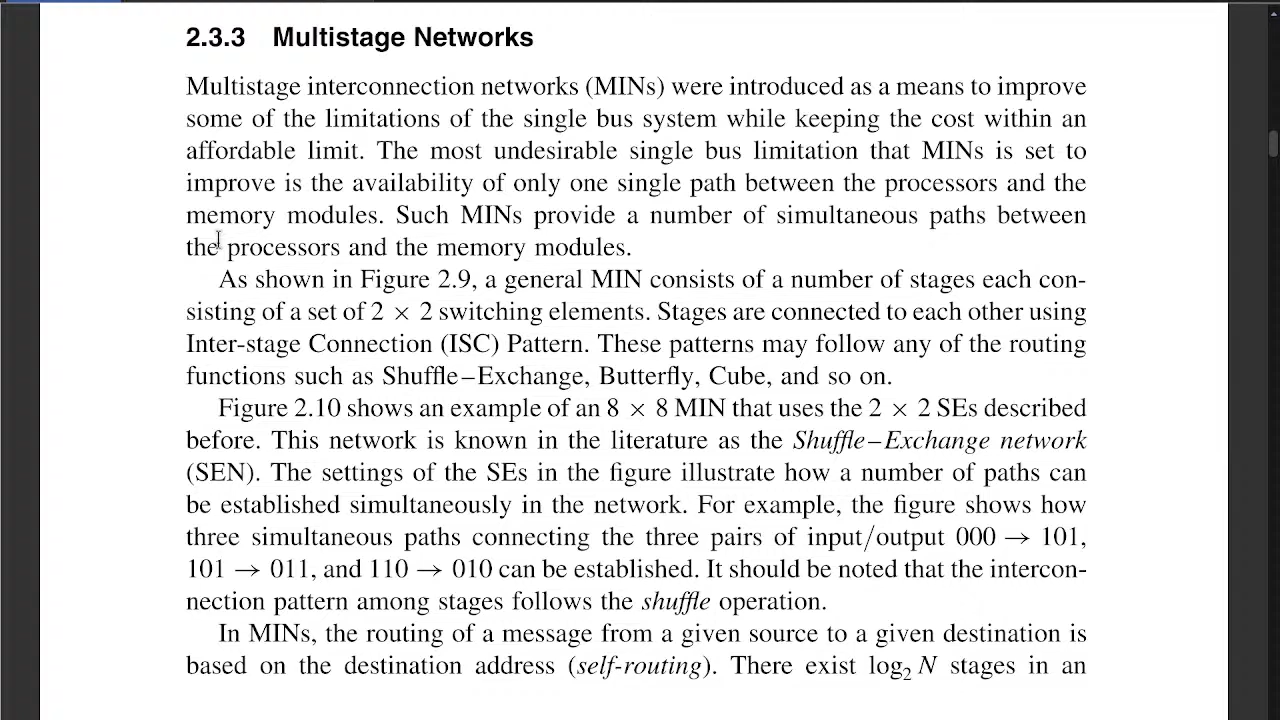 2.3.3 Multistage Networks
Multistage interconnection networks (MINs) were introduced as a means to improve
some of the limitations of the single bus system while keeping the cost within an
affordable limit. The most undesirable single bus limitation that MINs is set to
improve is the availability of only one single path between the processors and the
memory modules. Such MINs provide a number of simultaneous paths between
the processors and the memory modules.
As shown in Figure 2.9, a general MIN consists of a number of stages each con-
sisting of a set of 2 × 2 switching elements. Stages are connected to each other using
Inter-stage Connection (ISC) Pattern. These patterns may follow any of the routing
functions such as Shuffle–Exchange, Butterfly, Cube, and so on.
Figure 2.10 shows an example of an 8 × 8 MIN that uses the 2 × 2 SEs described
before. This network is known in the literature as the Shuffle–Exchange network
(SEN). The settings of the SEs in the figure illustrate how a number of paths can
be established simultaneously in the network. For example, the figure shows how
three simultaneous paths connecting the three pairs of input/output 000 → 101,
101 → 011, and 110 → 010 can be established. It should be noted that the intercon-
nection pattern among stages follows the shuffle operation.
In MINs, the routing of a message from a given source to a given destination is
based on the destination address (self-routing). There exist log₂ N stages in an